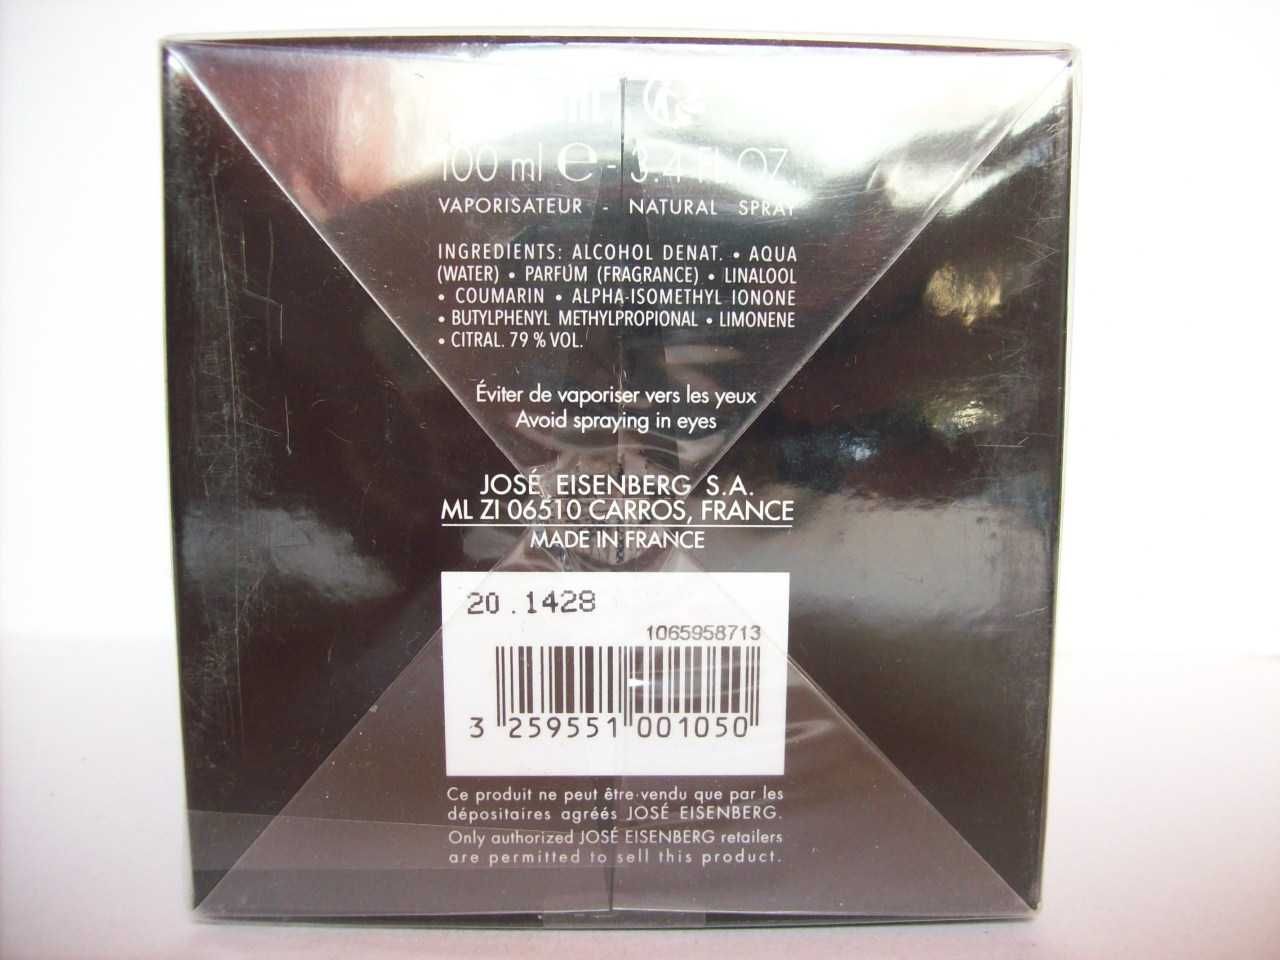 100 ml e - 3.4 FL. OZ.
VAPORISATEUR - NATURAL SPRAY
INGREDIENTS: ALCOHOL DENAT. • AQUA
(WATER) • PARFUM (FRAGRANCE) • LINALOOL
• COUMARIN • ALPHA-ISOMETHYL IONONE
• BUTYLPHENYL METHYLPROPIONAL • LIMONENE
• CITRAL. 79 % VOL.
Éviter de vaporiser vers les yeux
Avoid spraying in eyes
JOSÉ EISENBERG S.A.
ML ZI 06510 CARROS, FRANCE
MADE IN FRANCE
20 . 1428
1065958713
3 259551 001050
Ce produit ne peut être vendu que par les
dépositaires agréés JOSÉ EISENBERG.
Only authorized JOSÉ EISENBERG retailers
are permitted to sell this product.